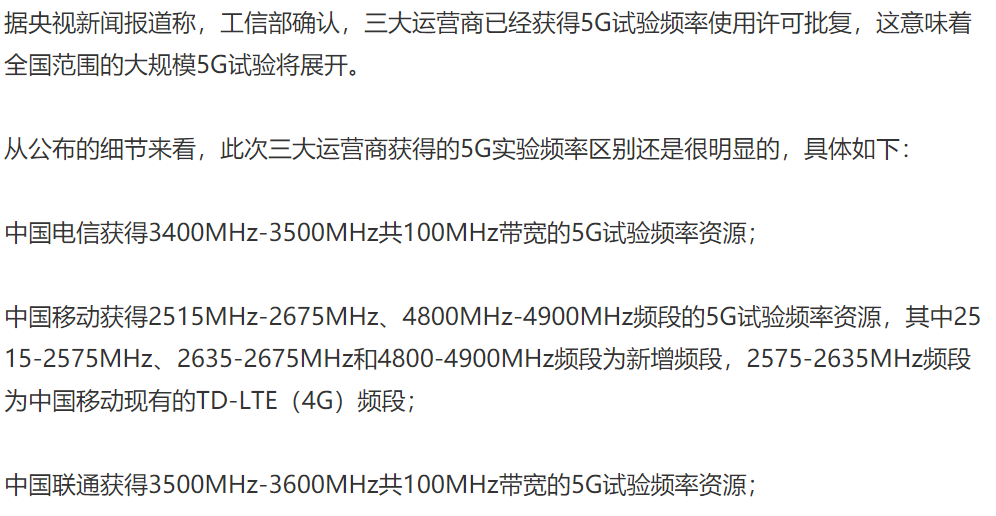 据央视新闻报道称，工信部确认，三大运营商已经获得5G试验频率使用许可批复，这意味着
全国范围的大规模5G试验将展开。
从公布的细节来看，此次三大运营商获得的5G实验频率区别还是很明显的，具体如下：
中国电信获得3400MHz-3500MHz共100MHz带宽的5G试验频率资源；
中国移动获得2515MHz-2675MHz、4800MHz-4900MHz频段的5G试验频率资源，其中25
15-2575MHz、2635-2675MHz和4800-4900MHz频段为新增频段，2575-2635MHz频段
为中国移动现有的TD-LTE（4G）频段；
中国联通获得3500MHz-3600MHz共100MHz带宽的5G试验频率资源；